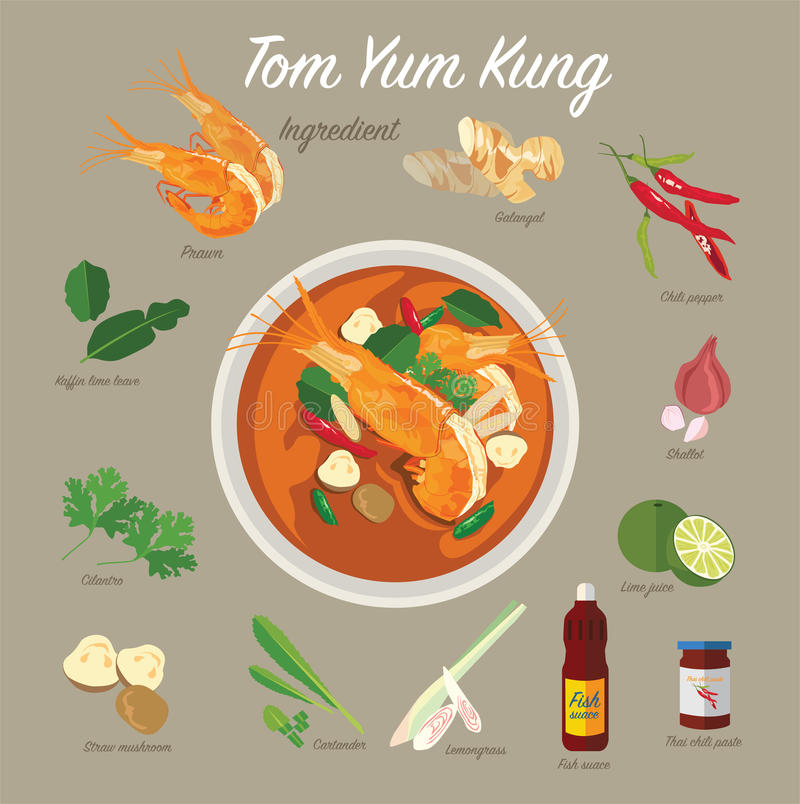 Tom Yum Kung
Ingredient
Prawn
Galangal
Chili pepper
Kaffin lime leave
Shallot
Cilantro
Lime juice
Straw mushroom
Cartander
Lemongrass
Fish
suace
Fish suace
Thai chili paste
Thai chili paste
dreamstime